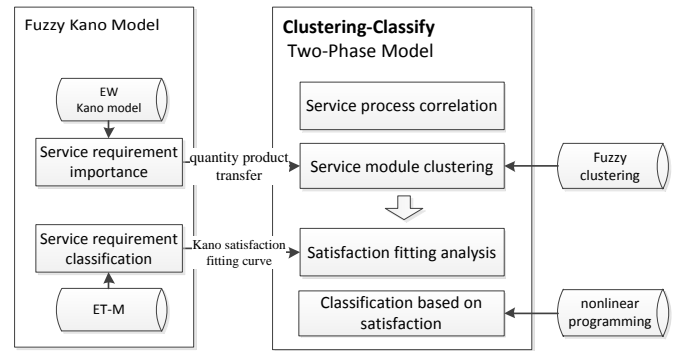 Fuzzy Kano Model
EW
Kano model
Service requirement
importance
Service requirement
classification
ET-M
quantity product
transfer
Kano satisfaction
fitting curve
Clustering-Classify
Two-Phase Model
Service process correlation
Service module clustering
Satisfaction fitting analysis
Classification based on
satisfaction
Fuzzy
clustering
nonlinear
programming